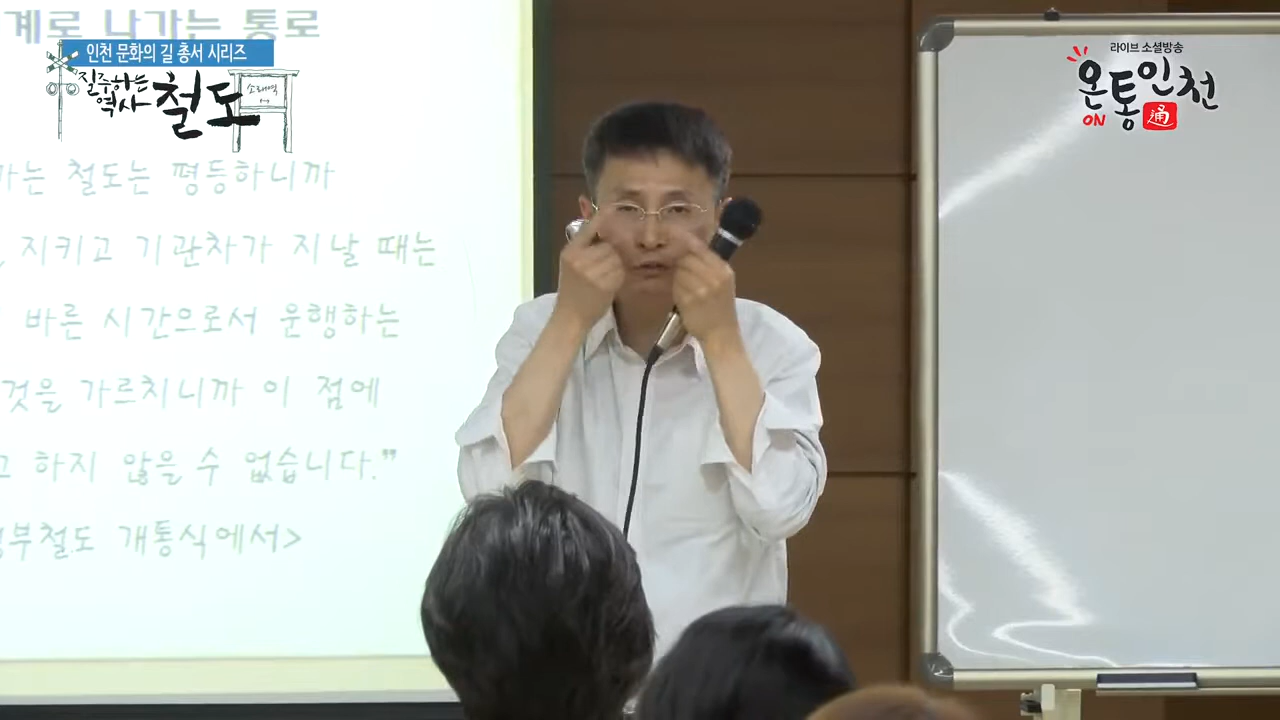 계로 나가는 통로
인천 문화의 길 총서 시리즈
질주하는
역사
철도
소래역
라이브 소셜방송
온통인천
ON
通
가는 철도는 평등하니까
지키고 기관차가 지날 때는
바른 시간으로서 운행하는
것을 가르치니까 이 점에
하지 않을 수 없습니다."
경부철도 개통식에서>